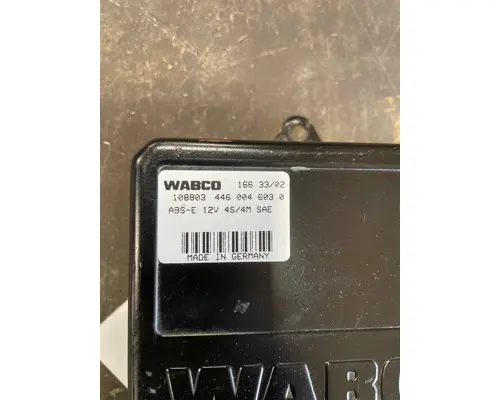 WABCO 166 33/02
108803 446 004 603 0
ABS-E 12V 4S/4M SAE
MADE IN GERMANY
WABC